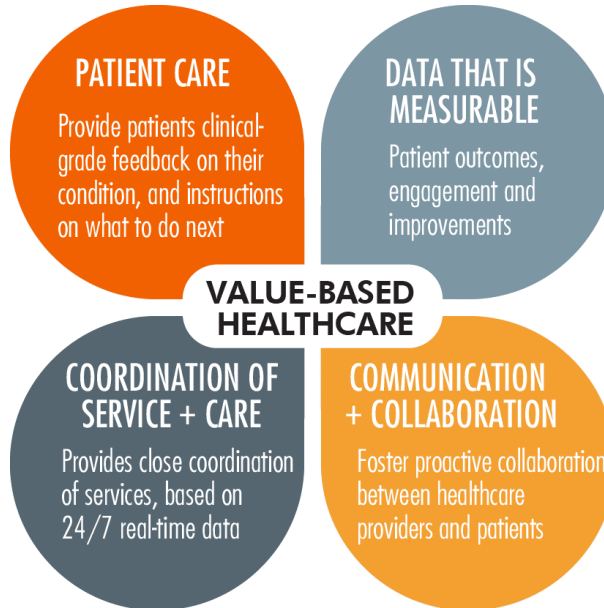 PATIENT CARE
Provide patients clinical-
grade feedback on their
condition, and instructions
on what to do next
DATA THAT IS
MEASURABLE
Patient outcomes,
engagement and
improvements
VALUE-BASED
HEALTHCARE
COORDINATION OF
SERVICE + CARE
Provides close coordination
of services, based on
24/7 real-time data
COMMUNICATION
+ COLLABORATION
Foster proactive collaboration
between healthcare
providers and patients